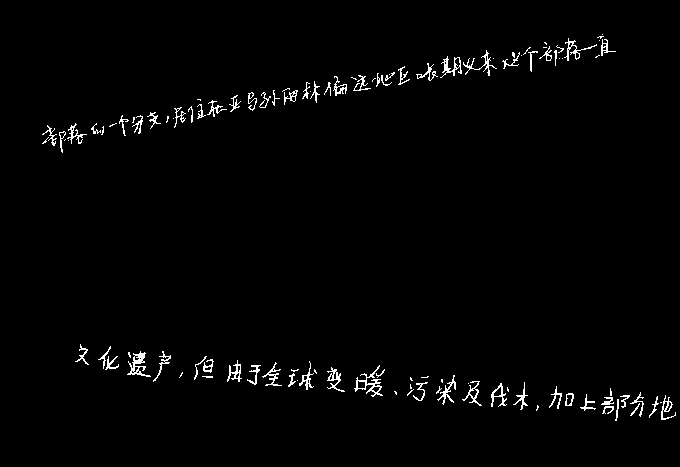 部落的一个分支，居住在亚马孙雨林偏远地区。长期以来，这个部落一直
文化遗产，但由于全球变暖、污染及伐木，加上部分地